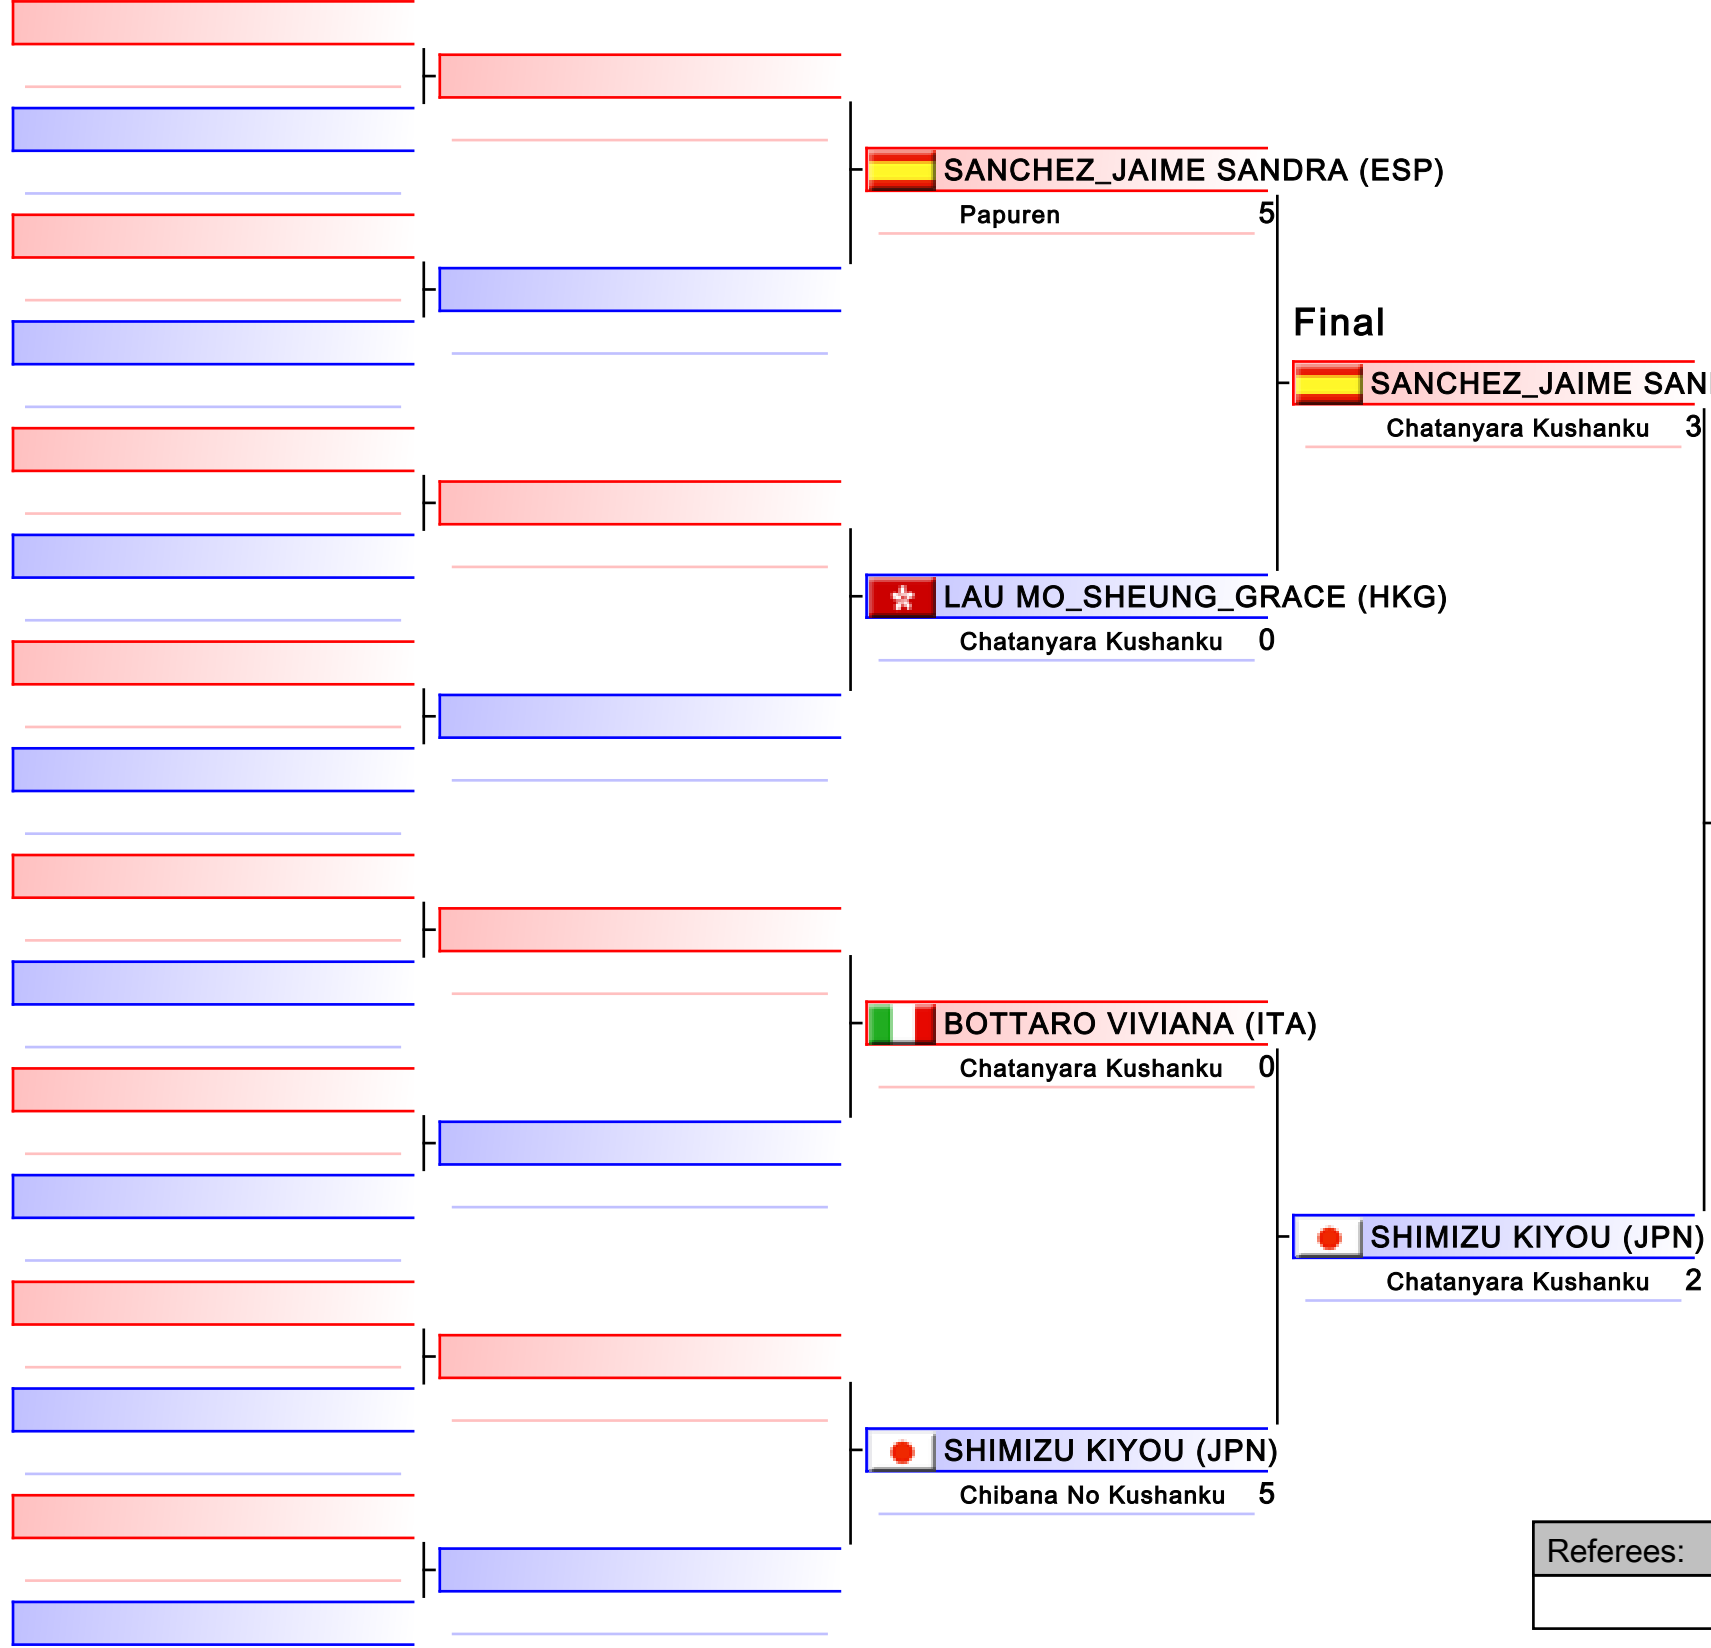 SANCHEZ_JAIME SANDRA (ESP)
Papuren 5
Final
SANCHEZ_JAIME SAN
Chatanyara Kushanku 3
LAU MO_SHEUNG_GRACE (HKG)
Chatanyara Kushanku 0
BOTTARO VIVIANA (ITA)
Chatanyara Kushanku 0
SHIMIZU KIYOU (JPN)
Chatanyara Kushanku 2
SHIMIZU KIYOU (JPN)
Chibana No Kushanku 5
Referees: